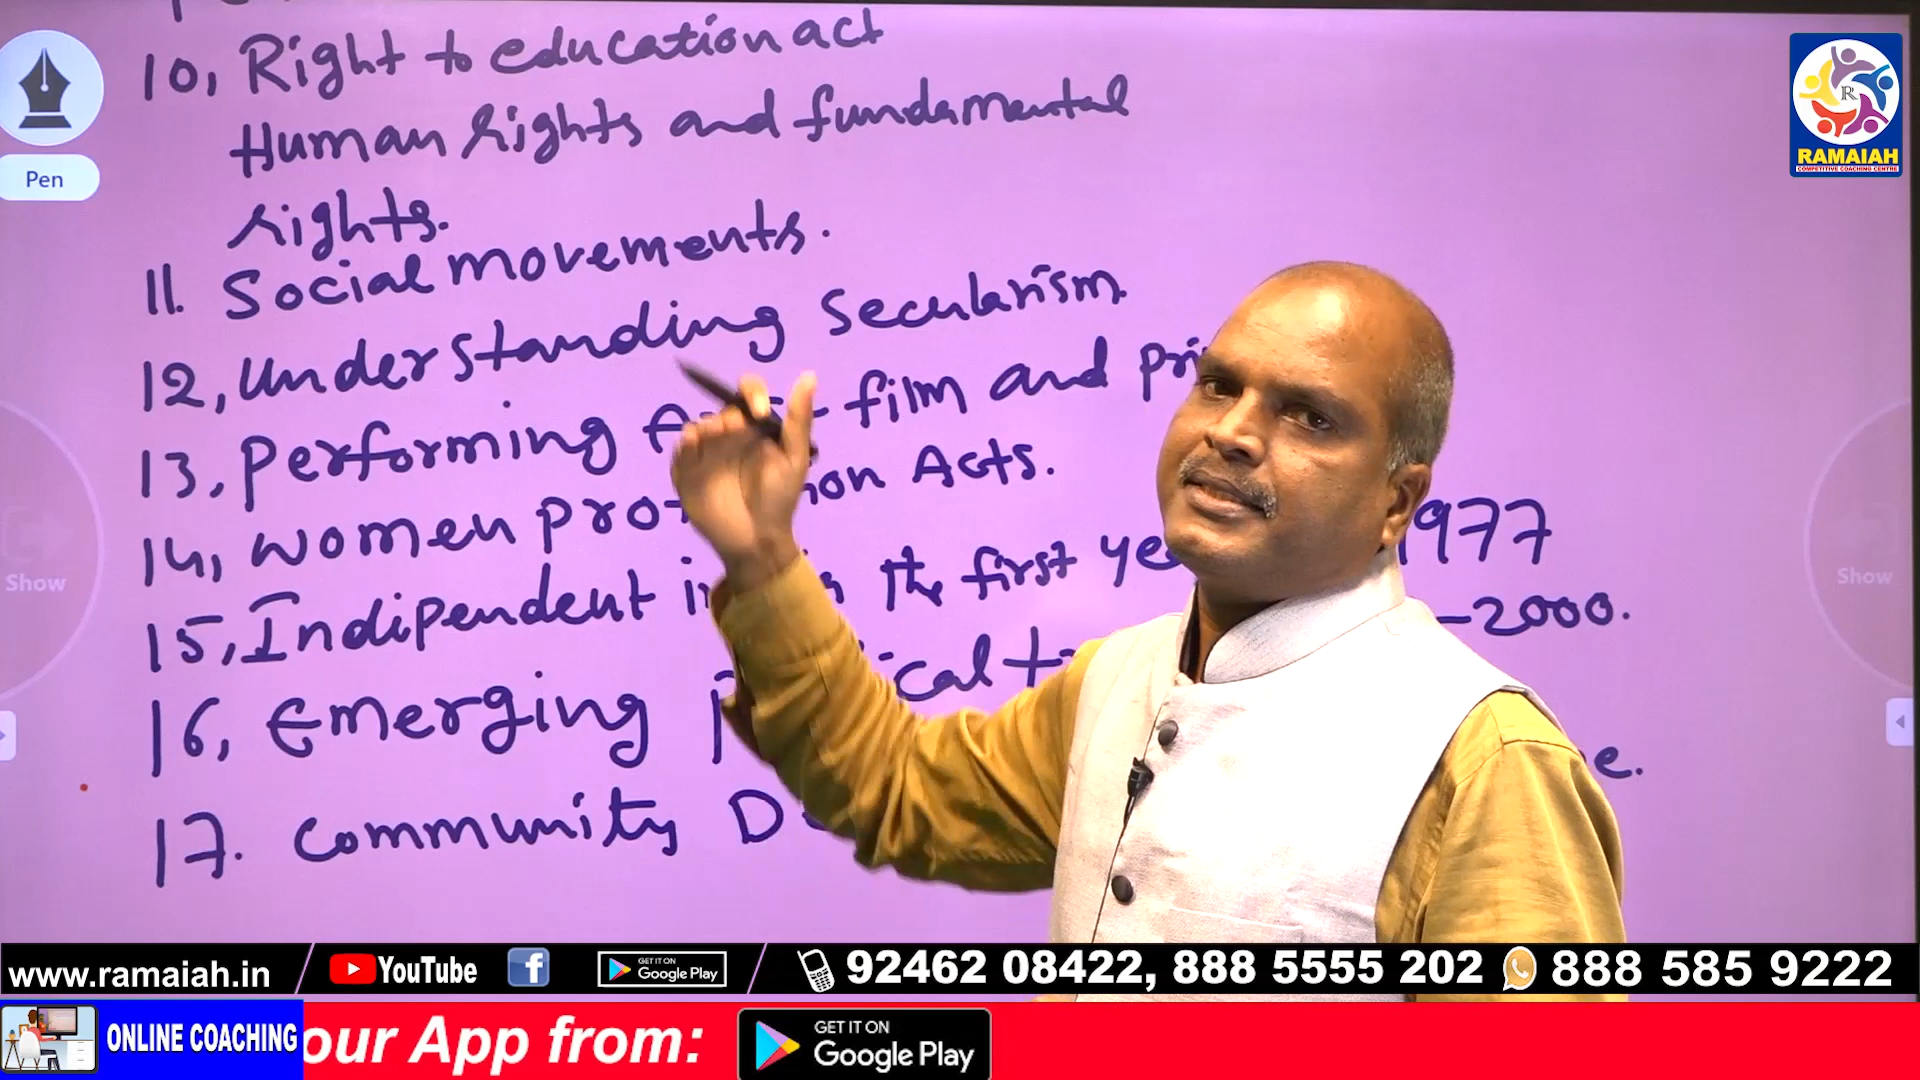 10, Right to education act
Human rights and fundamental
rights.
11. Social movements.
12, Understanding Secularism.
13, Performing film and
14, Women Acts.
15, Indipendent the first 1977
16, Emerging -2000.
17. Community
Pen
Show
Show
R
RAMAIAH
COMPETITIVE COACHING CENTRE
www.ramaiah.in
YouTube
f
GET IT ON
Google Play
92462 08422, 888 5555 202
888 585 9222
ONLINE COACHING
our App from:
GET IT ON
Google Play